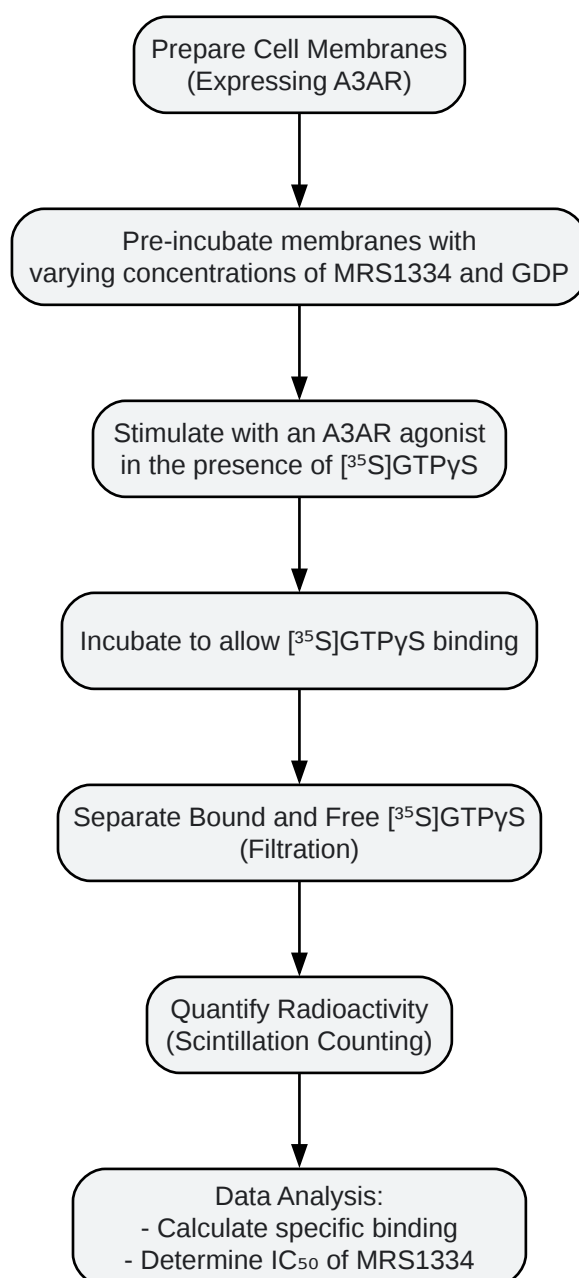 Prepare Cell Membranes
(Expressing A3AR)
Pre-incubate membranes with
varying concentrations of MRS1334 and GDP
Stimulate with an A3AR agonist
in the presence of [³⁵S]GTPγS
Incubate to allow [³⁵S]GTPγS binding
Separate Bound and Free [³⁵S]GTPγS
(Filtration)
Quantify Radioactivity
(Scintillation Counting)
Data Analysis:
- Calculate specific binding
- Determine IC₅₀ of MRS1334